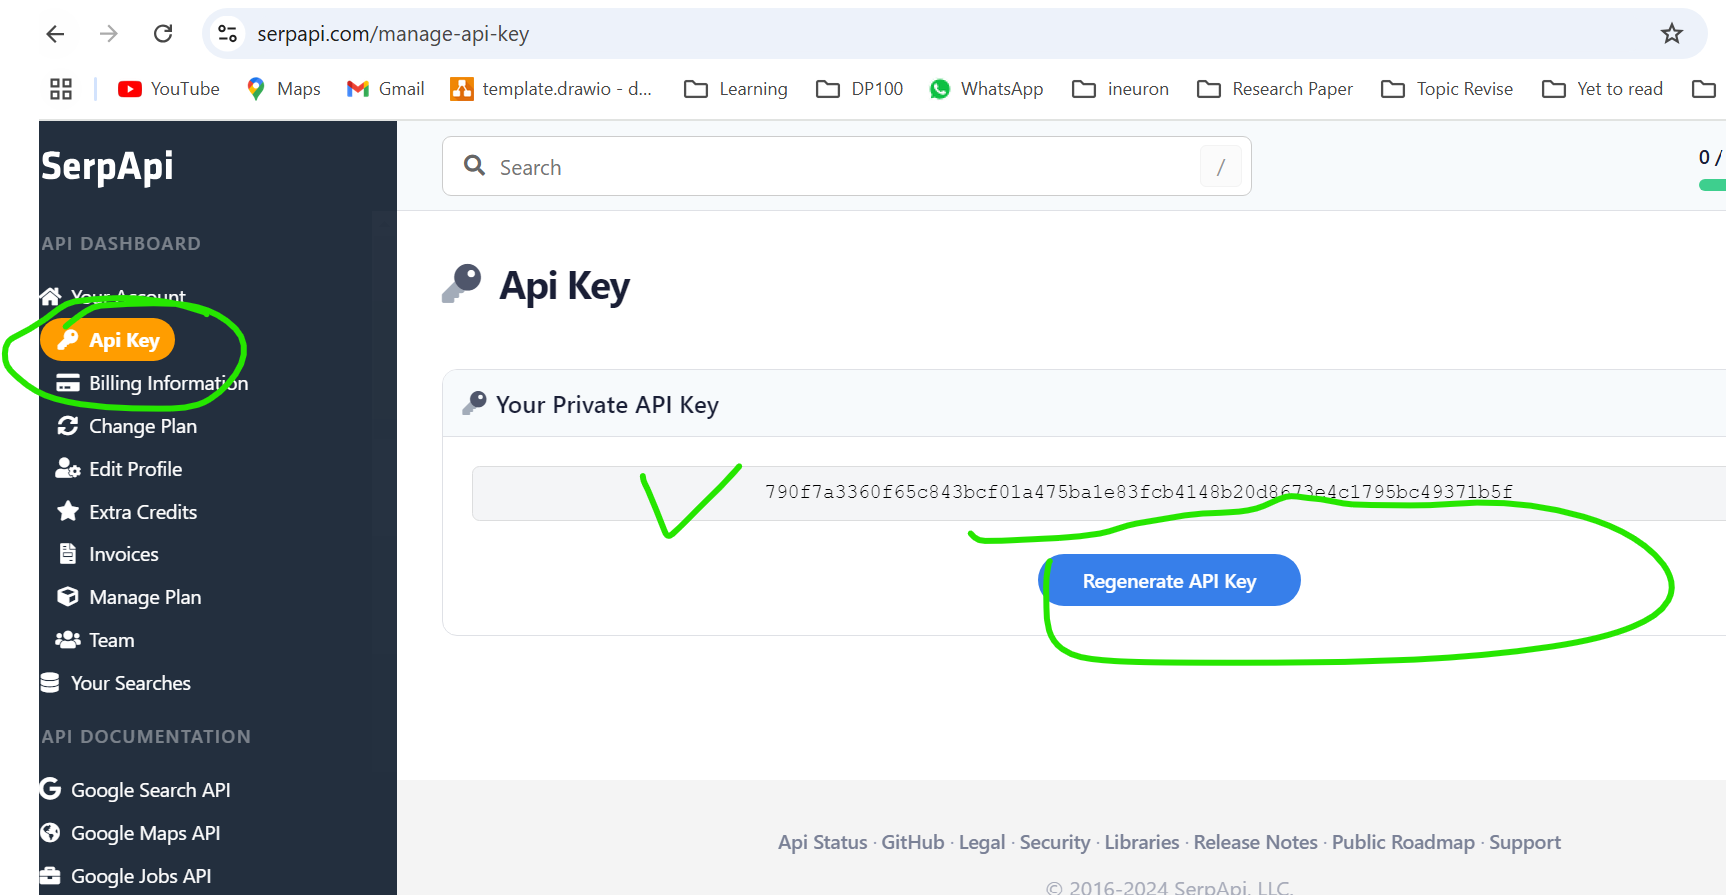 serpapi.com/manage-api-key
YouTube Maps Gmail template.drawio - d... Learning DP100 WhatsApp ineuron Research Paper Topic Revise Yet to read
SerpApi
Search /
0 /
API DASHBOARD
Your Account
Api Key
Billing Information
Change Plan
Edit Profile
Extra Credits
Invoices
Manage Plan
Team
Your Searches
API DOCUMENTATION
Google Search API
Google Maps API
Google Jobs API
Api Key
Your Private API Key
790f7a3360f65c843bcf01a475ba1e83fcb4148b20d8673e4c1795bc49371b5f
Regenerate API Key
Api Status · GitHub · Legal · Security · Libraries · Release Notes · Public Roadmap · Support
© 2016-2024 SerpApi, LLC.